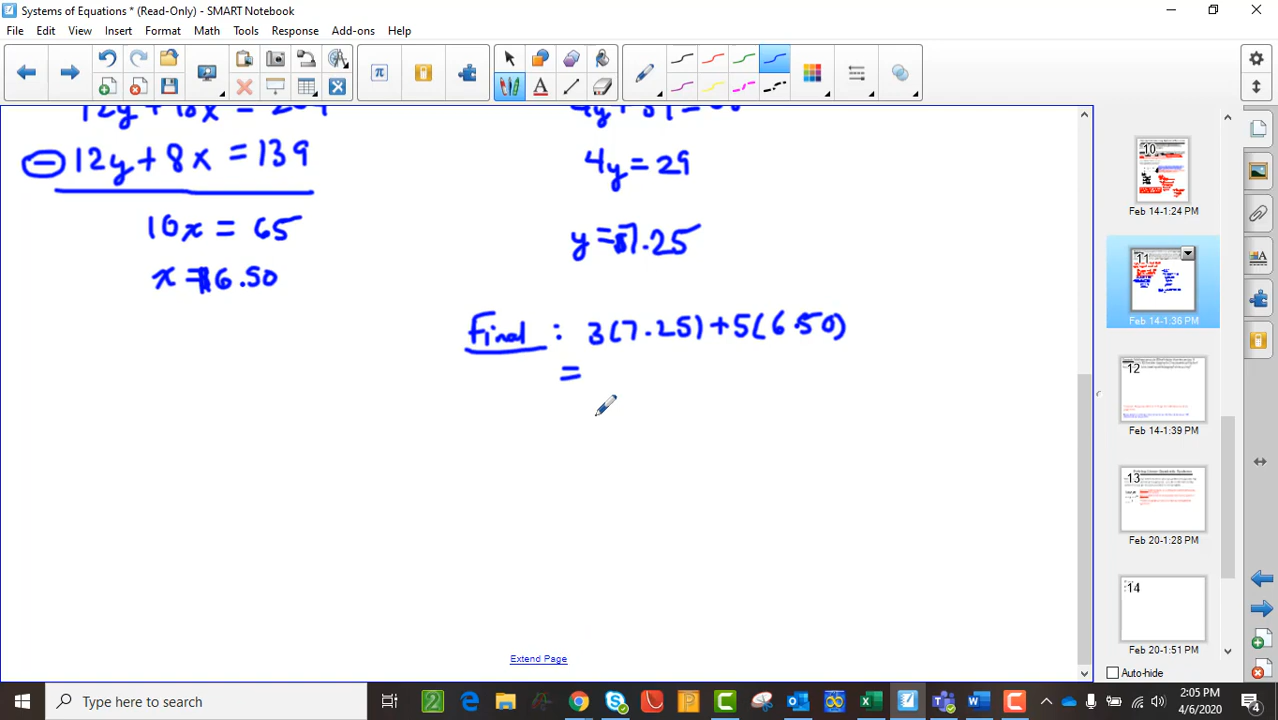 Systems of Equations * (Read-Only) - SMART Notebook
File Edit View Insert Format Math Tools Response Add-ons Help
12y + 8x = 139
10x = 65
x = $6.50
4y = 29
y = $7.25
Final : 3(7.25) + 5(6.50)
=
Extend Page
10
Feb 14-1:24 PM
11
Feb 14-1:36 PM
12
Feb 14-1:39 PM
13
Feb 20-1:28 PM
14
Feb 20-1:51 PM
Auto-hide
Type here to search
2:05 PM
4/6/2020